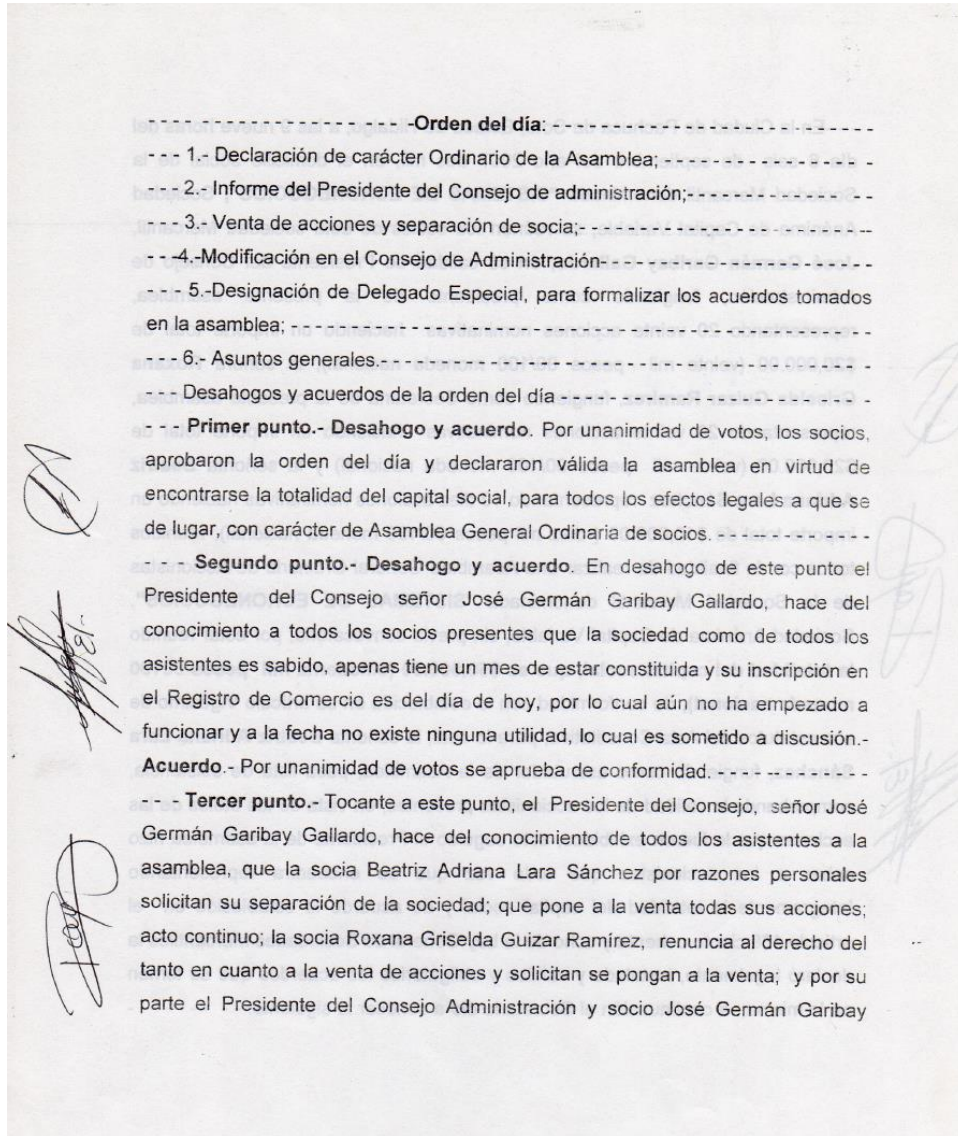 - - - - - - - - - - - - - - - - - - - - - - -Orden del día: - - - - - - - - - - - - - - - - - - - - - - - - - - -
- - - 1.- Declaración de carácter Ordinario de la Asamblea; - - - - - - - - - - - - - - - - - -
- - - 2.- Informe del Presidente del Consejo de administración;- - - - - - - - - - - - - - - -
- - - 3.- Venta de acciones y separación de socia;- - - - - - - - - - - - - - - - - - - - - - - --
- - -4.-Modificación en el Consejo de Administración- - - - - - - - - - - - - - - - - - - - - - -
- - - 5.-Designación de Delegado Especial, para formalizar los acuerdos tomados
en la asamblea; - - - - - - - - - - - - - - - - - - - - - - - - - - - - - - - - - - - - - - - - - - - - - - - - -
- - - 6.- Asuntos generales.- - - - - - - - - - - - - - - - - - - - - - - - - - - - - - - - - - - - - - - - - -
- - - Desahogos y acuerdos de la orden del día - - - - - - - - - - - - - - - - - - - - - - - - - -
- - - Primer punto.- Desahogo y acuerdo. Por unanimidad de votos, los socios,
aprobaron la orden del día y declararon válida la asamblea en virtud de
encontrarse la totalidad del capital social, para todos los efectos legales a que se
de lugar, con carácter de Asamblea General Ordinaria de socios. - - - - - - - - - - - - -
- - - Segundo punto.- Desahogo y acuerdo. En desahogo de este punto el
Presidente del Consejo señor José Germán Garibay Gallardo, hace del
conocimiento a todos los socios presentes que la sociedad como de todos los
asistentes es sabido, apenas tiene un mes de estar constituida y su inscripción en
el Registro de Comercio es del día de hoy, por lo cual aún no ha empezado a
funcionar y a la fecha no existe ninguna utilidad, lo cual es sometido a discusión.-
Acuerdo.- Por unanimidad de votos se aprueba de conformidad. - - - - - - - - - - - - -
- - - Tercer punto.- Tocante a este punto, el Presidente del Consejo, señor José
Germán Garibay Gallardo, hace del conocimiento de todos los asistentes a la
asamblea, que la socia Beatriz Adriana Lara Sánchez por razones personales
solicitan su separación de la sociedad; que pone a la venta todas sus acciones;
acto continuo; la socia Roxana Griselda Guizar Ramírez, renuncia al derecho del
tanto en cuanto a la venta de acciones y solicitan se pongan a la venta; y por su
parte el Presidente del Consejo Administración y socio José Germán Garibay